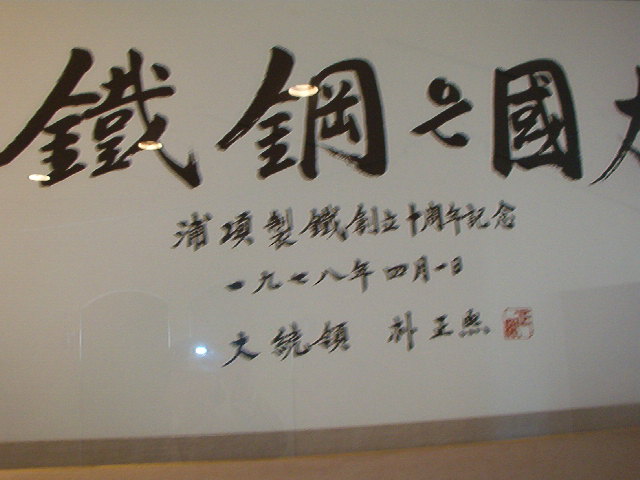 鐵鋼은國
浦項製鐵創立十周年記念
一九七八年 四月一日
大統領 朴正熙